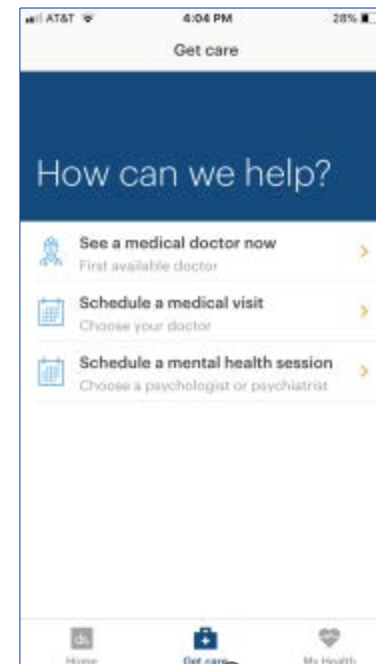 AT&T 4:04 PM 28%
Get care
How can we help?
See a medical doctor now
First available doctor
Schedule a medical visit
Choose your doctor
Schedule a mental health session
Choose a psychologist or psychiatrist
dr.
Home Get care My Health